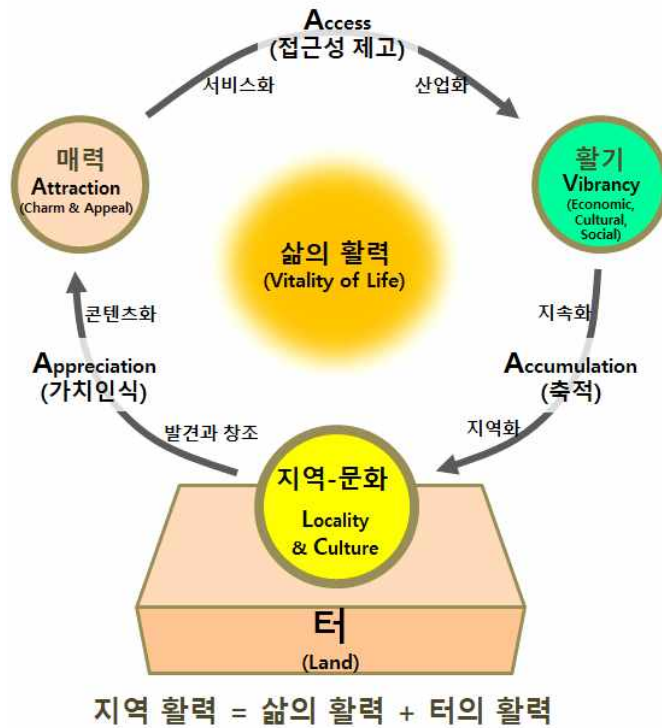 Access
(접근성 제고)
서비스화
산업화
매력
Attraction
(Charm & Appeal)
활기
Vibrancy
(Economic,
Cultural,
Social)
삶의 활력
(Vitality of Life)
콘텐츠화
Appreciation
(가치인식)
발견과 창조
지속화
Accumulation
(축적)
지역화
지역-문화
Locality
& Culture
터
(Land)
지역 활력 = 삶의 활력 + 터의 활력